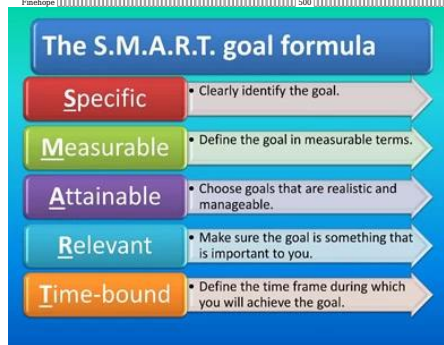 Finehope 500
The S.M.A.R.T. goal formula
Specific
• Clearly identify the goal.
Measurable
• Define the goal in measurable terms.
Attainable
• Choose goals that are realistic and
manageable.
Relevant
• Make sure the goal is something that
is important to you.
Time-bound
• Define the time frame during which
you will achieve the goal.